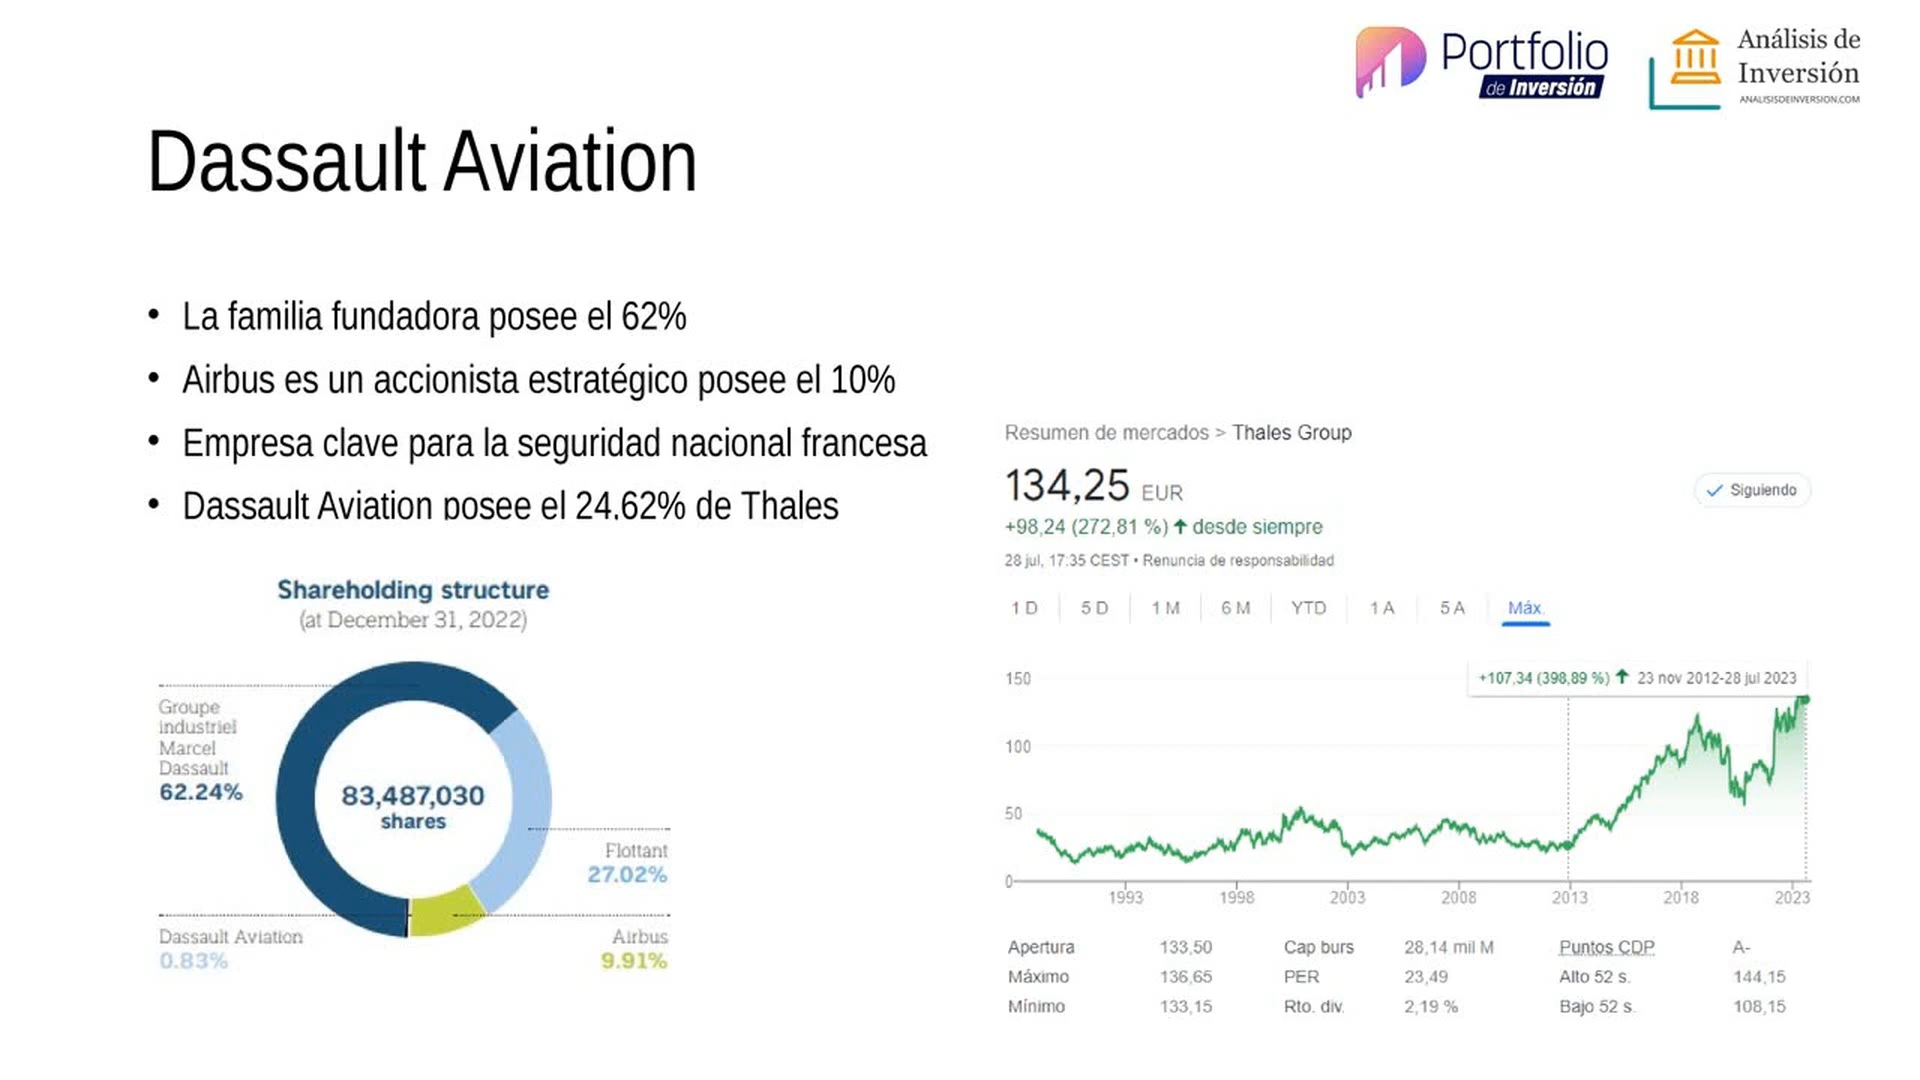 Portfolio
de Inversión
Análisis de
Inversión
ANALISISDEINVERSION.COM
Dassault Aviation
• La familia fundadora posee el 62%
• Airbus es un accionista estratégico posee el 10%
• Empresa clave para la seguridad nacional francesa
• Dassault Aviation posee el 24,62% de Thales
Shareholding structure
(at December 31, 2022)
Groupe
industriel
Marcel
Dassault
62.24%
83,487,030
shares
Flottant
27.02%
Dassault Aviation
0.83%
Airbus
9.91%
Resumen de mercados > Thales Group
134,25 EUR
Siguiendo
+98,24 (272,81 %) ↑ desde siempre
28 jul, 17:35 CEST • Renuncia de responsabilidad
1 D 5 D 1 M 6 M YTD 1 A 5 A Máx.
+107,34 (398,89 %) ↑ 23 nov 2012-28 jul 2023
150
100
50
0
1993 1998 2003 2008 2013 2018 2023
Apertura 133,50 Cap burs 28,14 mil M Puntos CDP A-
Máximo 136,65 PER 23,49 Alto 52 s. 144,15
Mínimo 133,15 Rto. div. 2,19 % Bajo 52 s. 108,15